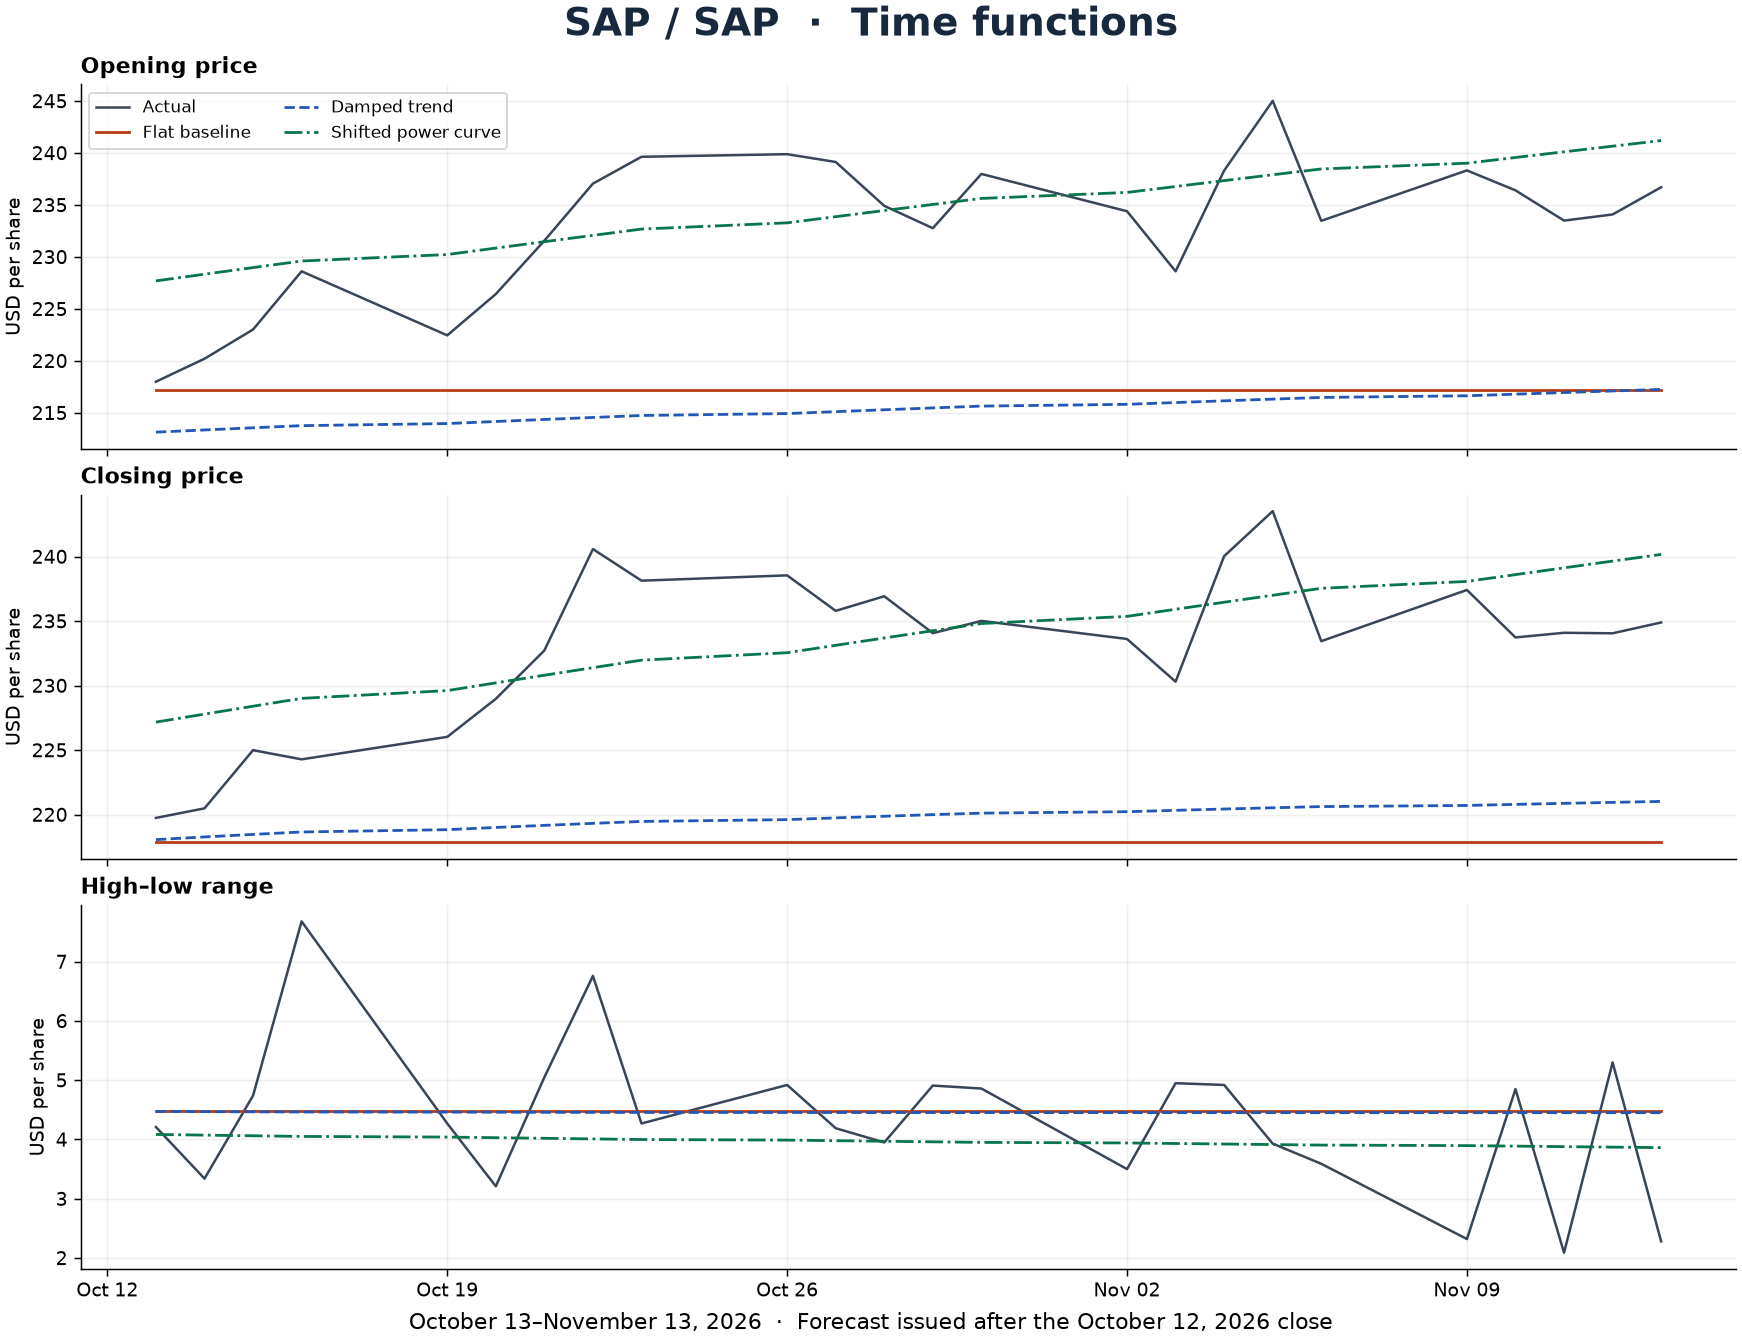 SAP / SAP · Time functions
Opening price
Actual
Flat baseline
Damped trend
Shifted power curve
USD per share
245
240
235
230
225
220
215
Closing price
USD per share
240
235
230
225
220
High–low range
USD per share
7
6
5
4
3
2
Oct 12
Oct 19
Oct 26
Nov 02
Nov 09
October 13–November 13, 2026 · Forecast issued after the October 12, 2026 close